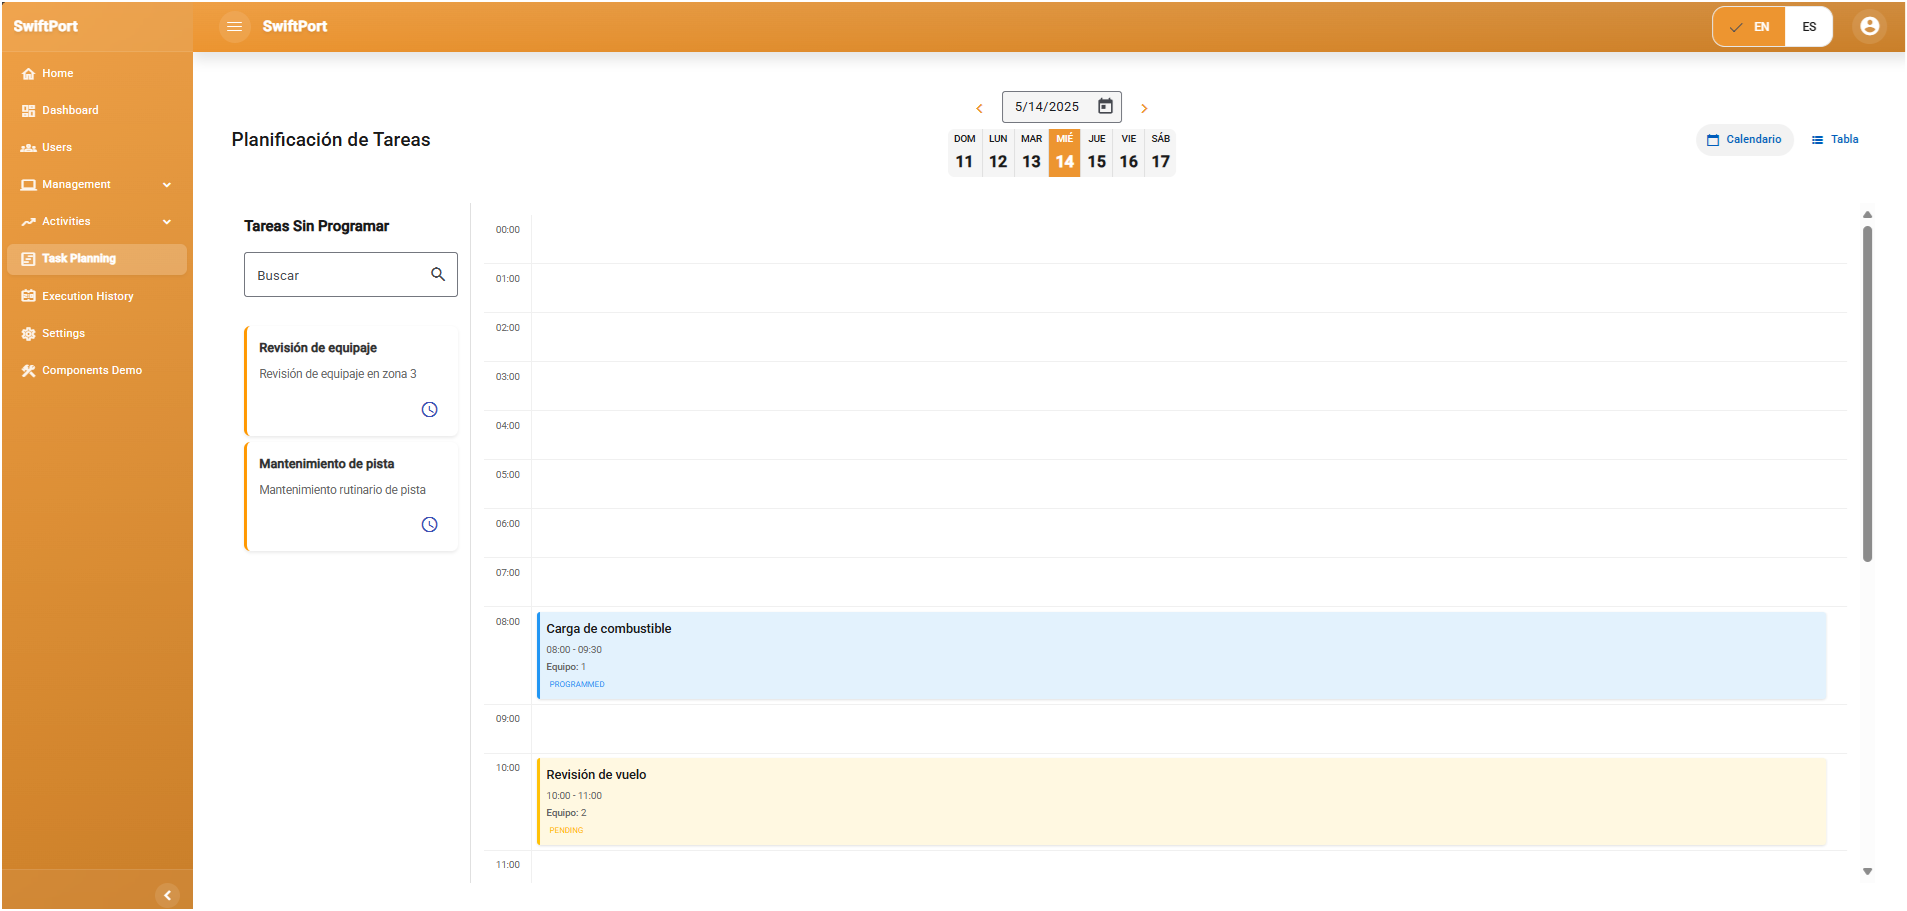 SwiftPort
SwiftPort
EN
ES
Home
Dashboard
Users
Management
Activities
Task Planning
Execution History
Settings
Components Demo
Planificación de Tareas
5/14/2025
DOM LUN MAR MIÉ JUE VIE SÁB
11 12 13 14 15 16 17
Calendario
Tabla
Tareas Sin Programar
Buscar
Revisión de equipaje
Revisión de equipaje en zona 3
Mantenimiento de pista
Mantenimiento rutinario de pista
00:00
01:00
02:00
03:00
04:00
05:00
06:00
07:00
08:00
Carga de combustible
08:00 - 09:30
Equipo: 1
PROGRAMMED
09:00
10:00
Revisión de vuelo
10:00 - 11:00
Equipo: 2
PENDING
11:00